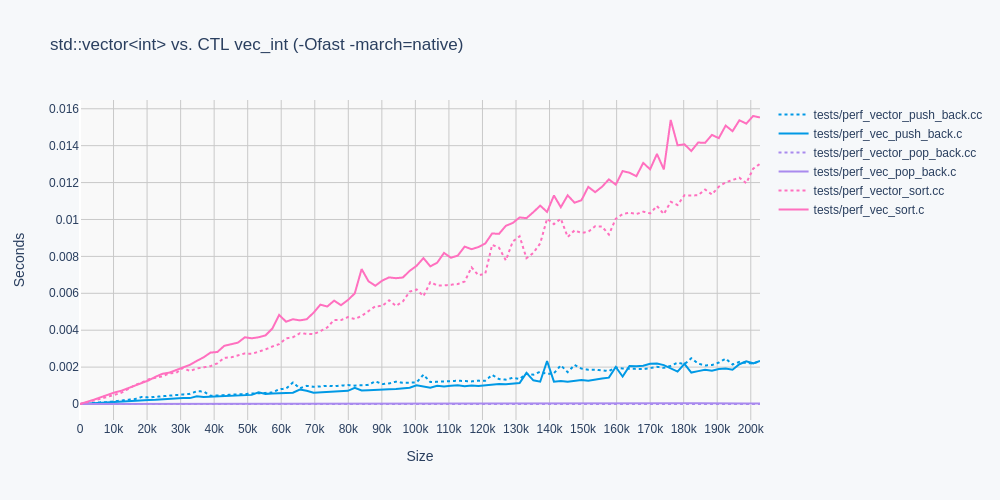 std::vector<int> vs. CTL vec_int (-Ofast -march=native)
0.016
0.014
0.012
0.01
0.008
0.006
0.004
0.002
0
Seconds
0 10k 20k 30k 40k 50k 60k 70k 80k 90k 100k 110k 120k 130k 140k 150k 160k 170k 180k 190k 200k
Size
tests/perf_vector_push_back.cc
tests/perf_vec_push_back.c
tests/perf_vector_pop_back.cc
tests/perf_vec_pop_back.c
tests/perf_vector_sort.cc
tests/perf_vec_sort.c